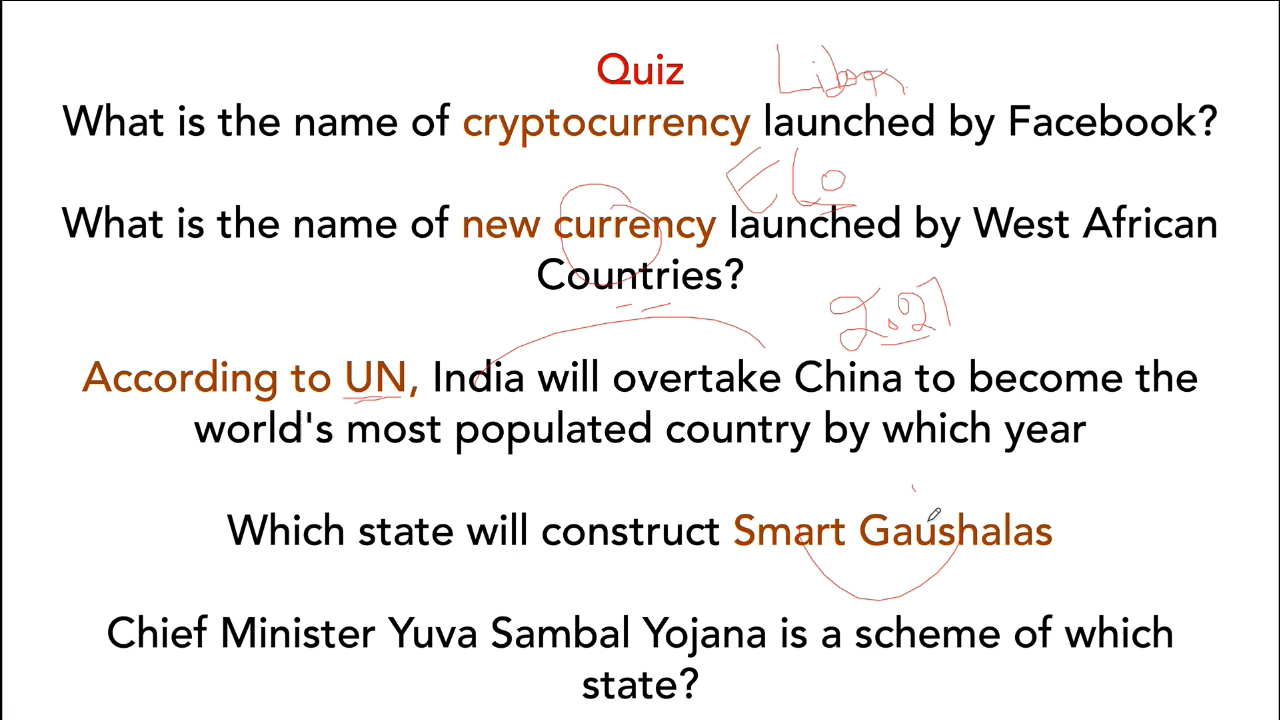 Quiz
Libra
What is the name of cryptocurrency launched by Facebook?
What is the name of new currency launched by West African
Countries?
According to UN, India will overtake China to become the
world's most populated country by which year
Which state will construct Smart Gaushalas
Chief Minister Yuva Sambal Yojana is a scheme of which
state?